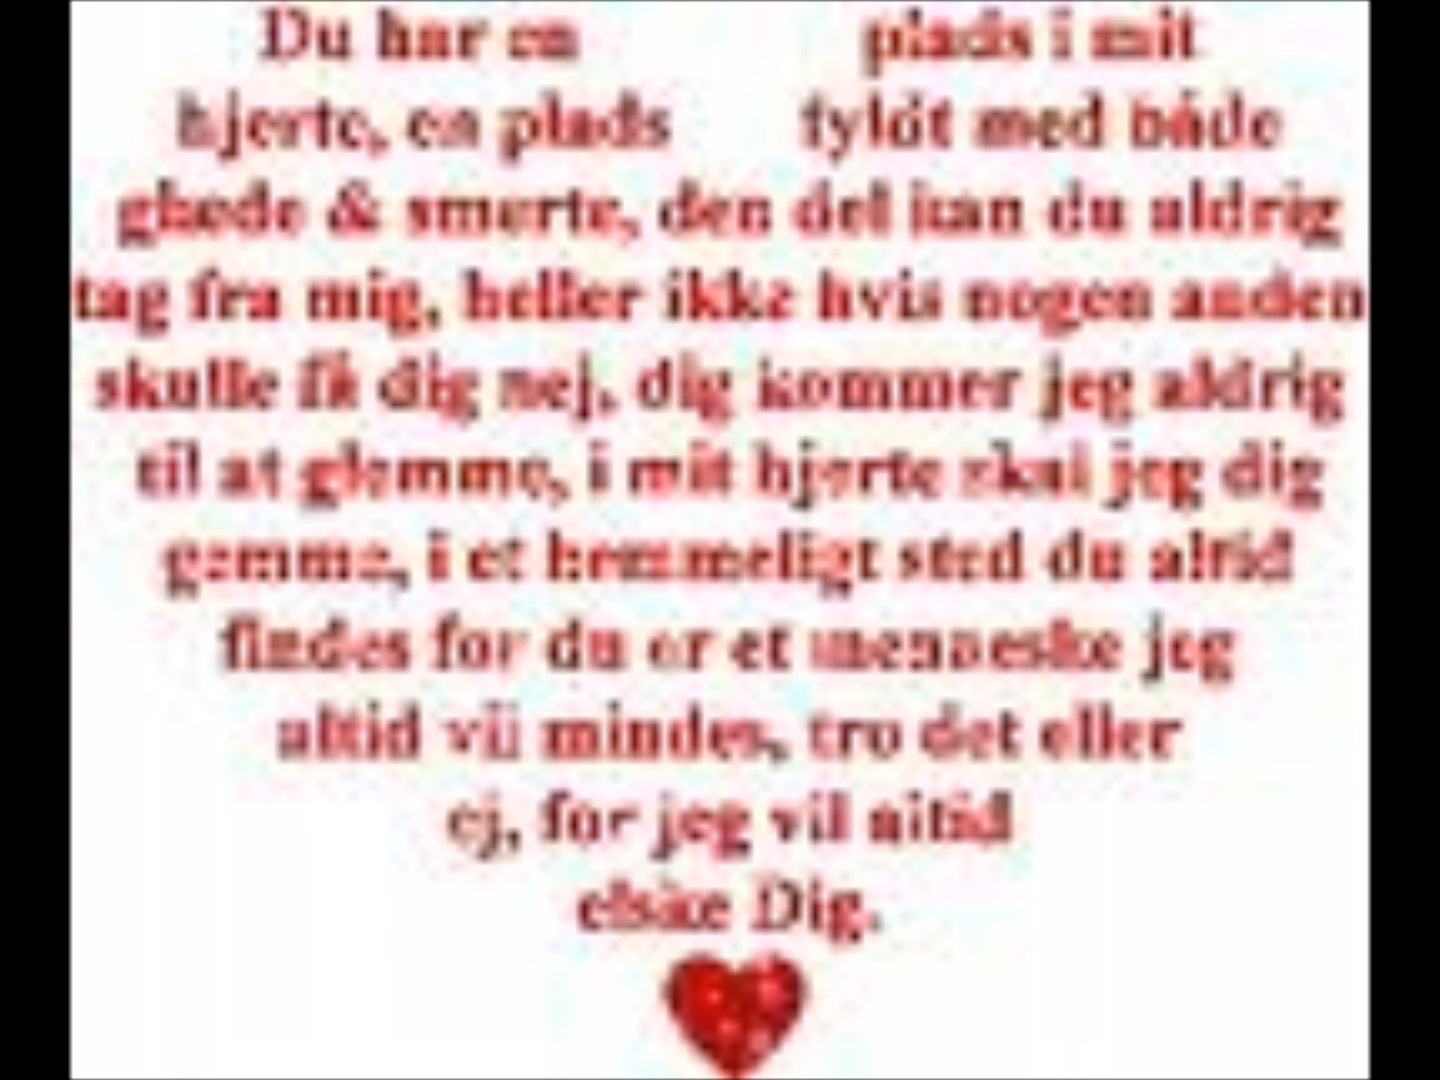 Du har en plads i mit
hjerte, en plads fyldt med både
glæde & smerte, den del kan du aldrig
tag fra mig, heller ikke hvis nogen anden
skulle få dig nej, dig kommer jeg aldrig
til at glemme, i mit hjerte skal jeg dig
gemme, i et hemmeligt sted du altid
findes for du er et menneske jeg
altid vil mindes, tro det eller
ej, for jeg vil altid
elske Dig.